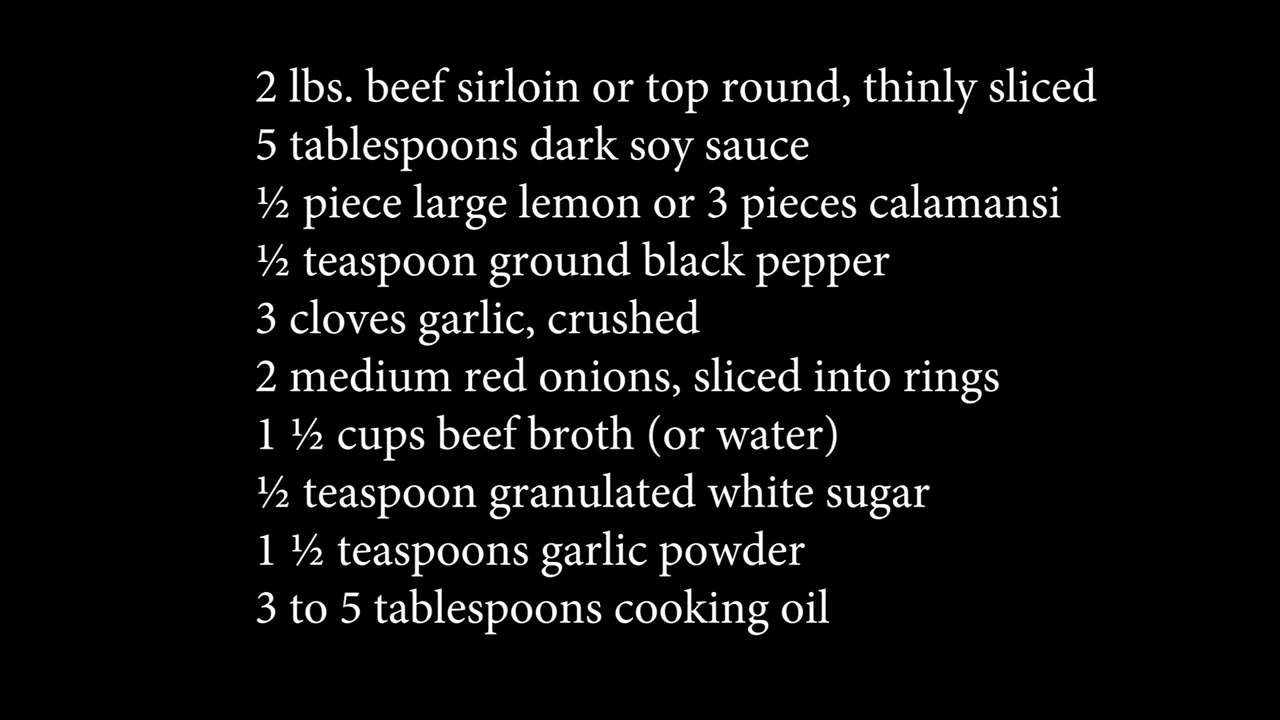 2 lbs. beef sirloin or top round, thinly sliced
5 tablespoons dark soy sauce
½ piece large lemon or 3 pieces calamansi
½ teaspoon ground black pepper
3 cloves garlic, crushed
2 medium red onions, sliced into rings
1 ½ cups beef broth (or water)
½ teaspoon granulated white sugar
1 ½ teaspoons garlic powder
3 to 5 tablespoons cooking oil